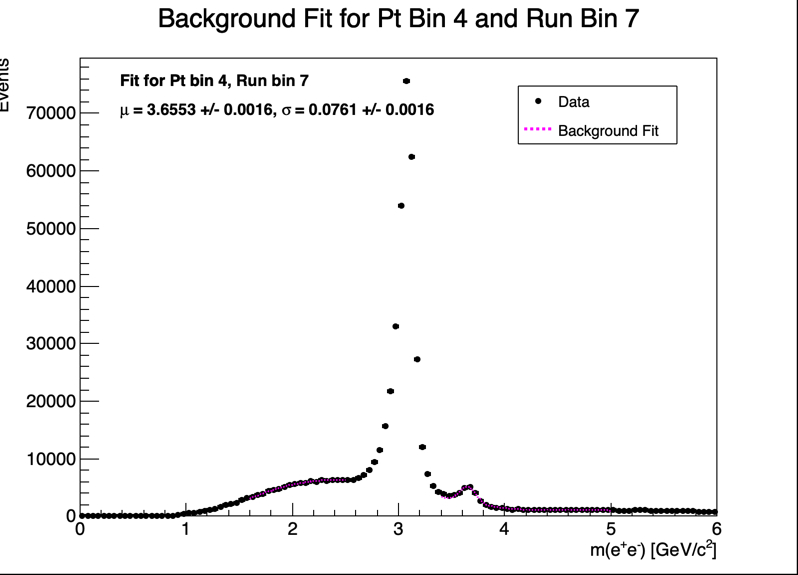 Background Fit for Pt Bin 4 and Run Bin 7
Events
Fit for Pt bin 4, Run bin 7
μ = 3.6553 +/- 0.0016, σ = 0.0761 +/- 0.0016
Data
Background Fit
70000
60000
50000
40000
30000
20000
10000
0
0 1 2 3 4 5 6
m(e⁺e⁻) [GeV/c²]